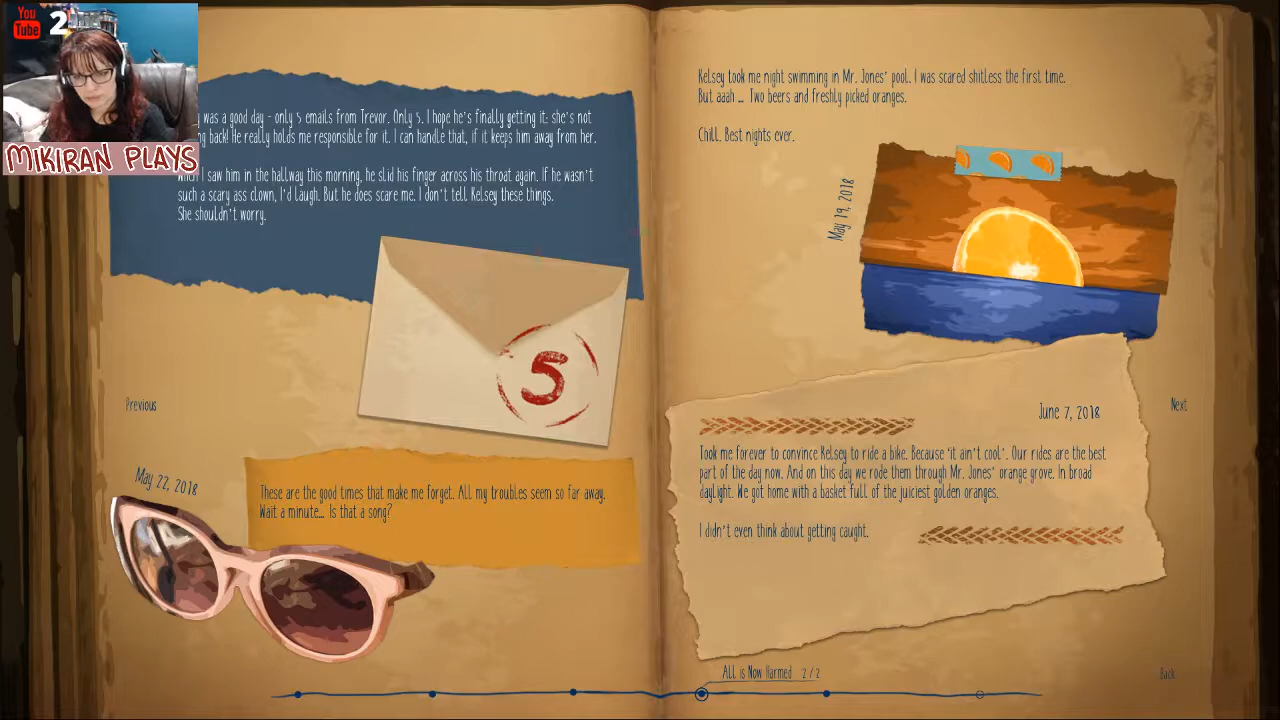 You
Tube
2
MIKIRAN PLAYS
was a good day - only 5 emails from Trevor. Only 5. I hope he's finally getting it: she's not
back! He really holds me responsible for it. I can handle that, if it keeps him away from her.
I saw him in the hallway this morning, he slid his finger across his throat again. If he wasn't
such a scary ass clown, I'd laugh. But he does scare me. I don't tell Kelsey these things.
She shouldn't worry.
5
Previous
May 22, 2018
These are the good times that make me forget. All my troubles seem so far away.
Wait a minute... Is that a song?
Kelsey took me night swimming in Mr. Jones' pool. I was scared shitless the first time.
But aaah ... Two beers and freshly picked oranges.
Chill. Best nights ever.
May 19, 2018
June 7, 2018
Took me forever to convince Kelsey to ride a bike. Because 'it ain't cool'. Our rides are the best
part of the day now. And on this day we rode them through Mr. Jones' orange grove. In broad
daylight. We got home with a basket full of the juiciest golden oranges.
I didn't even think about getting caught.
Next
ALL is Now Harmed 2/2
Back